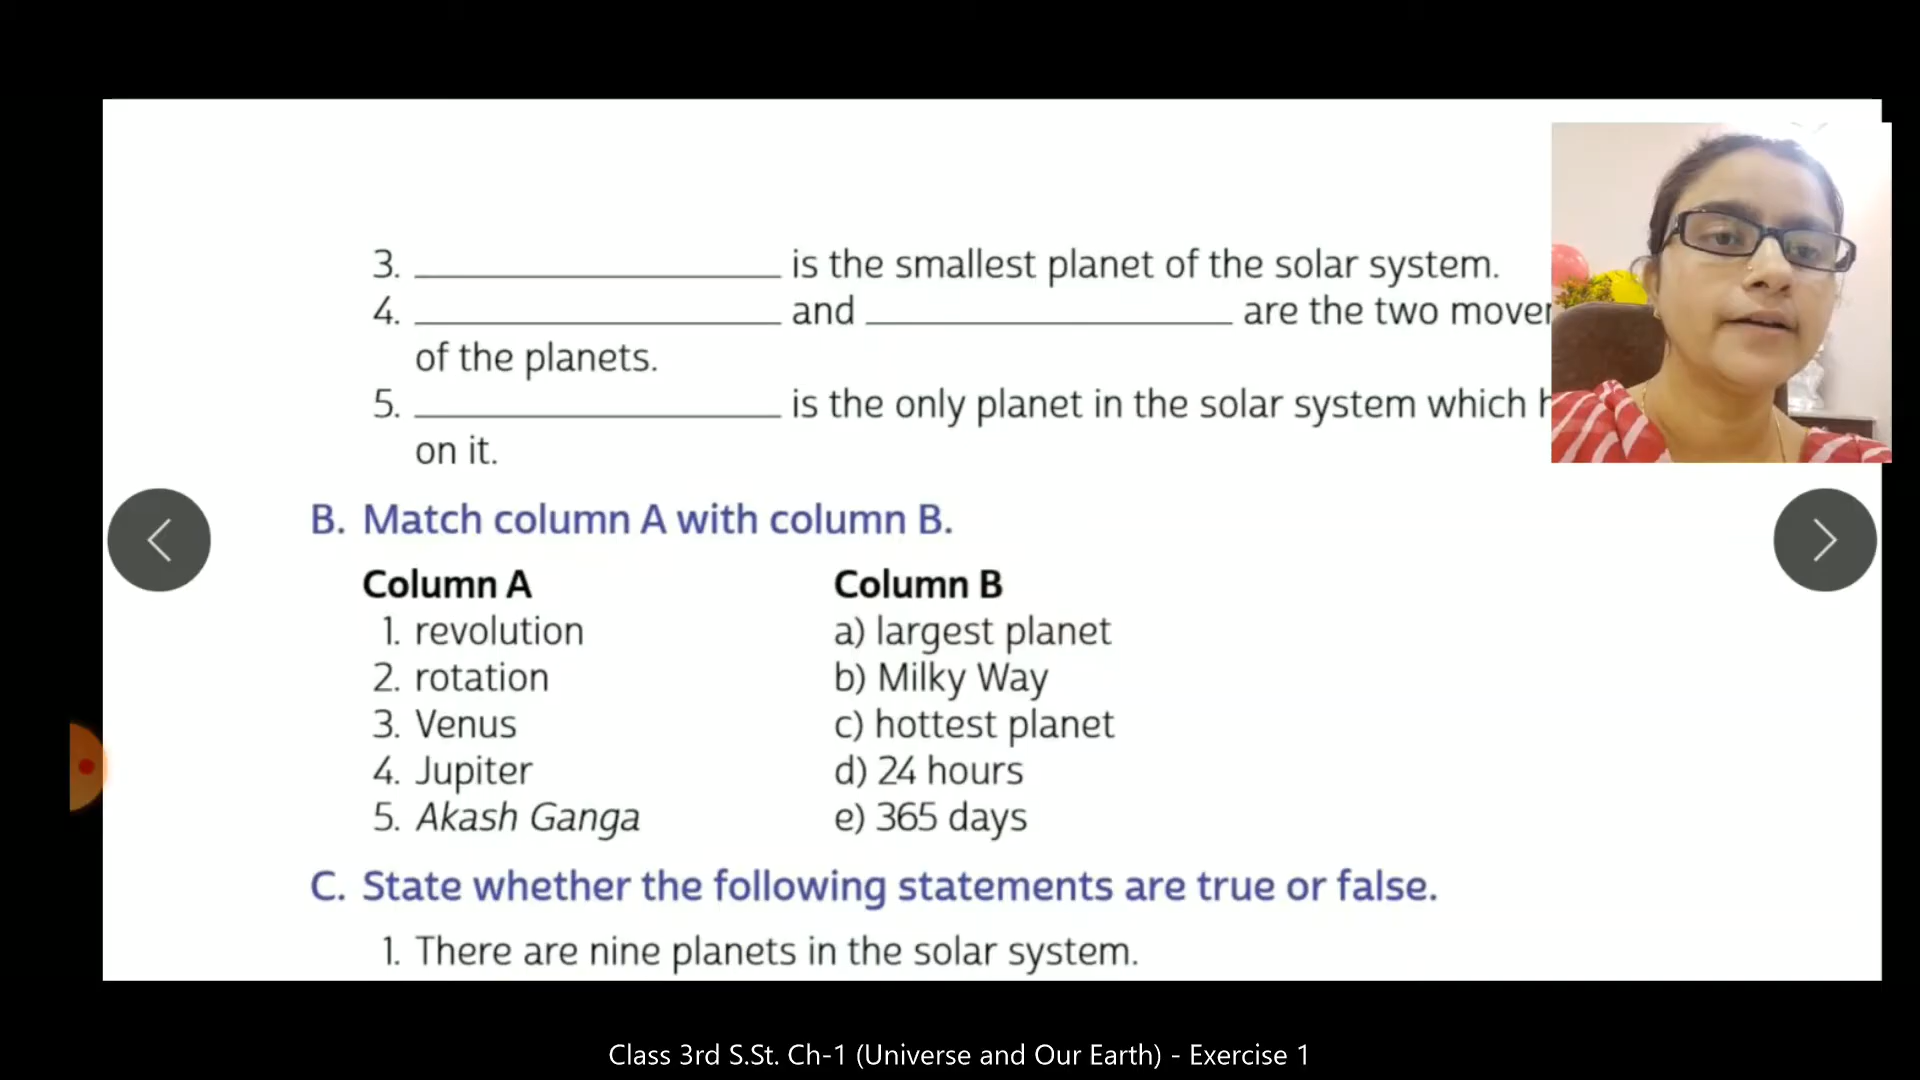 3. ____________ is the smallest planet of the solar system.
4. ____________ and ____________ are the two
of the planets.
5. ____________ is the only planet in the solar system which
on it.
B. Match column A with column B.
Column A Column B
1. revolution a) largest planet
2. rotation b) Milky Way
3. Venus c) hottest planet
4. Jupiter d) 24 hours
5. Akash Ganga e) 365 days
C. State whether the following statements are true or false.
1. There are nine planets in the solar system.
Class 3rd S.St. Ch-1 (Universe and Our Earth) - Exercise 1